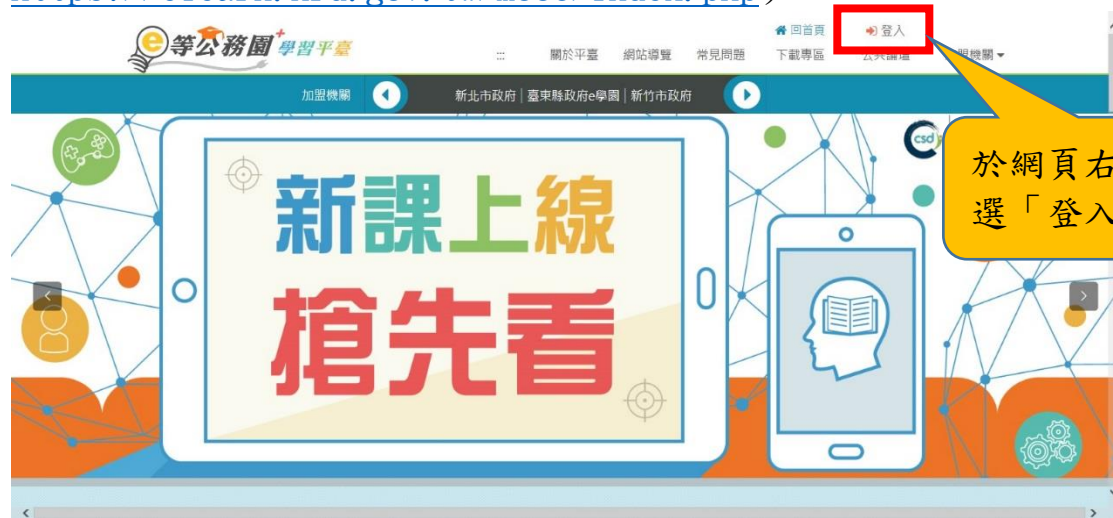 e等公務園+學習平臺
回首頁 登入
::: 關於平臺 網站導覽 常見問題 下載專區
加盟機關 新北市政府 | 臺東縣政府e學園 | 新竹市政府
csd
於網頁右
選「登入
新課上線
搶先看